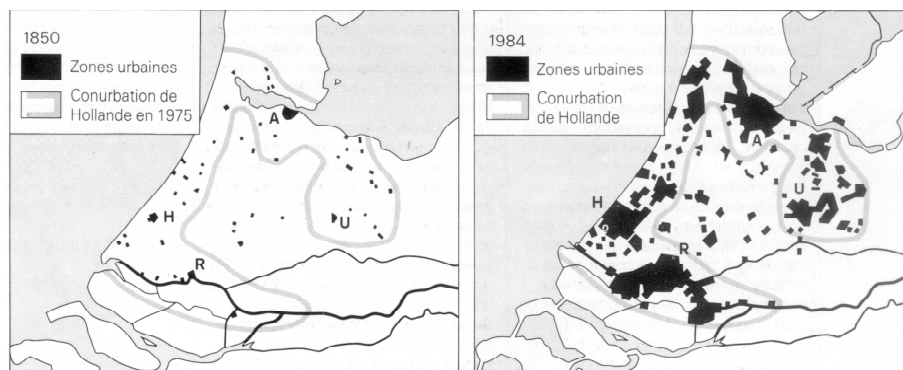 1850
Zones urbaines
Conurbation de
Hollande en 1975
A
H
U
R
1984
Zones urbaines
Conurbation
de Hollande
A
U
H
R